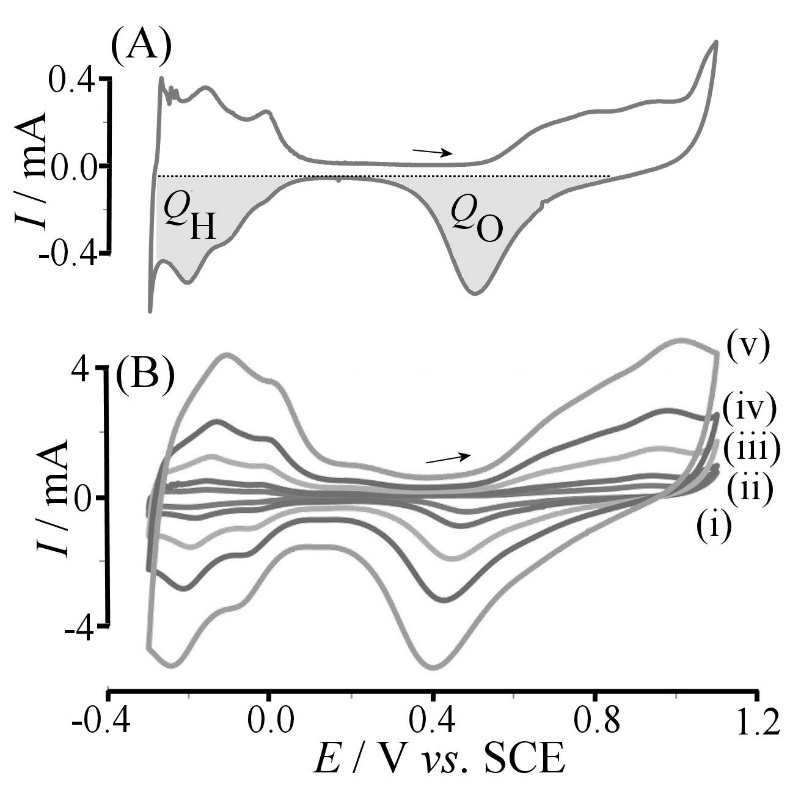 (A)
0.4
0.0
-0.4
I / mA
Q_H
Q_O
(B)
4
0
-4
I / mA
(v)
(iv)
(iii)
(ii)
(i)
-0.4 0.0 0.4 0.8 1.2
E / V vs. SCE